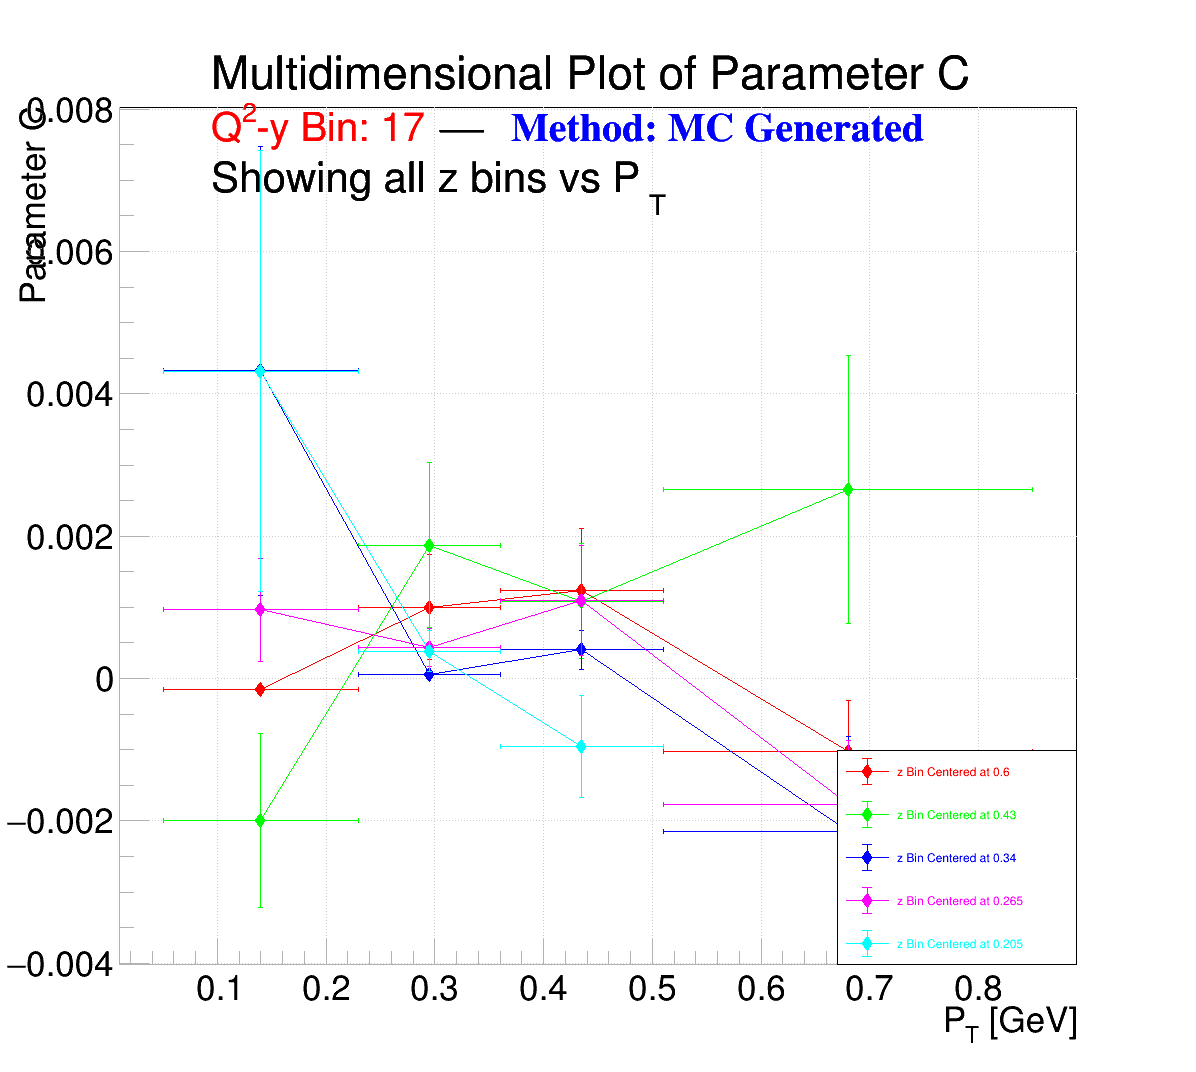 Multidimensional Plot of Parameter C
Q²-y Bin: 17 — Method: MC Generated
Showing all z bins vs P_T
Parameter C
0.008
0.006
0.004
0.002
0
−0.002
−0.004
z Bin Centered at 0.6
z Bin Centered at 0.43
z Bin Centered at 0.34
z Bin Centered at 0.265
z Bin Centered at 0.205
0.1 0.2 0.3 0.4 0.5 0.6 0.7 0.8
P_T [GeV]